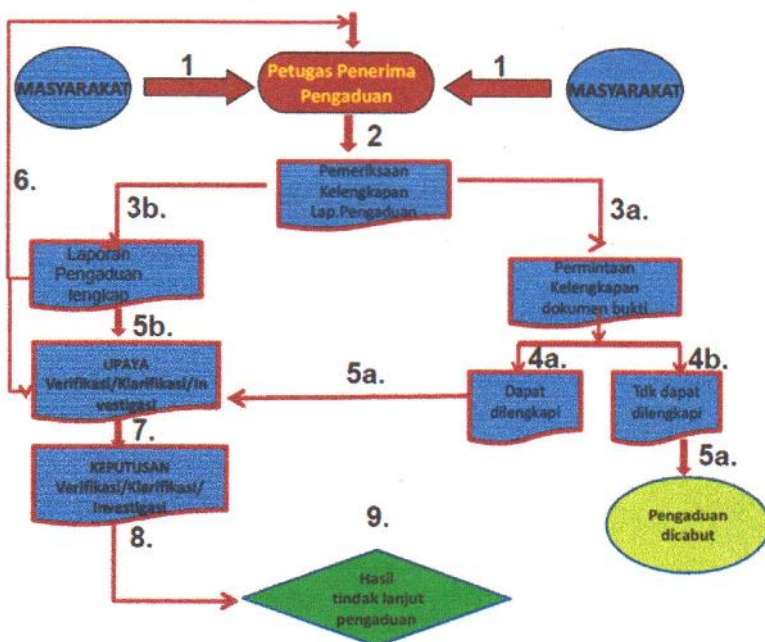 1
1
MASYARAKAT
Petugas Penerima
Pengaduan
MASYARAKAT
2
6.
Pemeriksaan
Kelengkapan
Lap.Pengaduan
3b.
3a.
Laporan
Pengaduan
lengkap
Permintaan
Kelengkapan
dokumen bukti
5b.
4a.
4b.
UPAYA
Verifikasi/Klarifikasi/In
vestigasi
5a.
Dapat
dilengkapi
Tdk dapat
dilengkapi
7.
5a.
KEPUTUSAN
Verifikasi/Klarifikasi/
Investigasi
Pengaduan
dicabut
8.
9.
Hasil
tindak lanjut
pengaduan